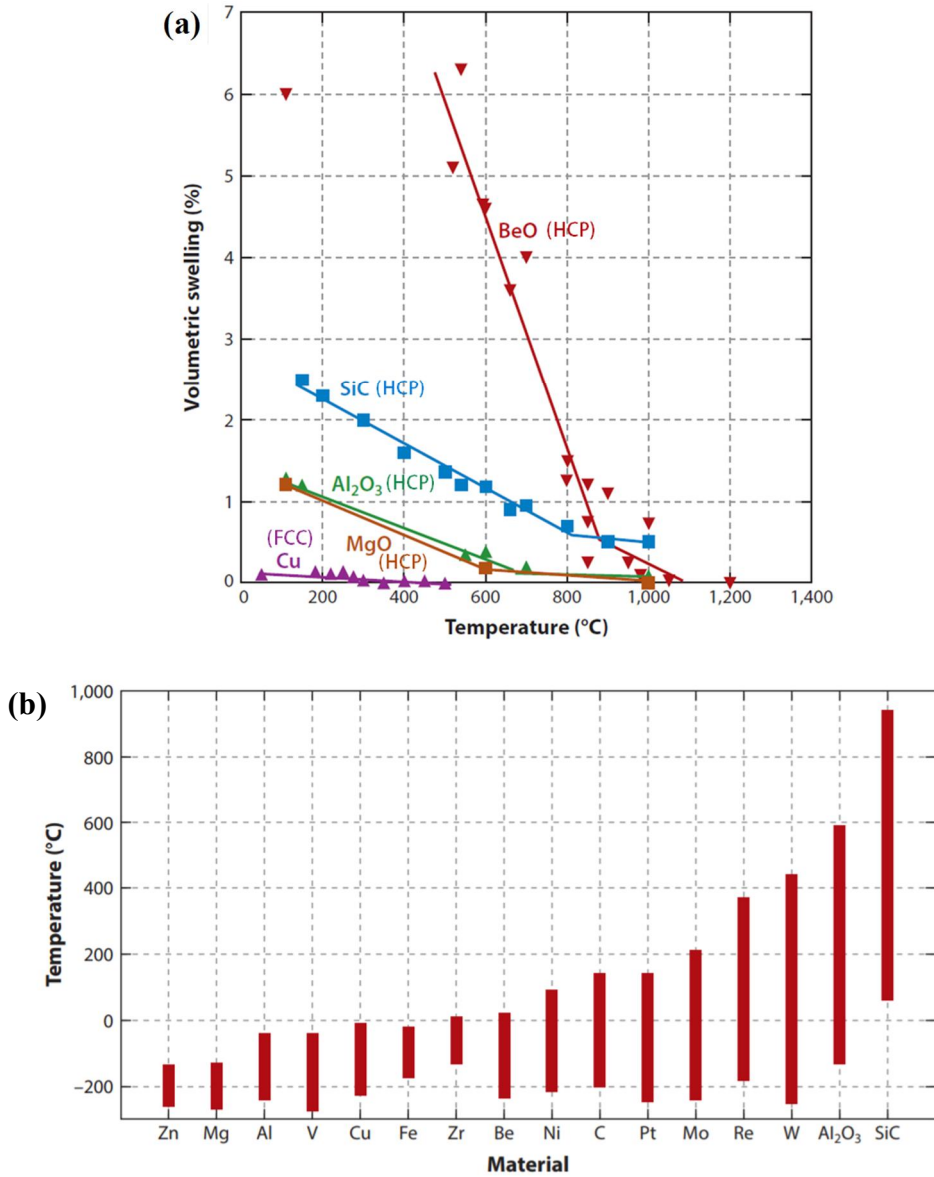 (a)
7
6
5
4
3
2
1
0
Volumetric swelling (%)
BeO (HCP)
SiC (HCP)
Al₂O₃ (HCP)
MgO
(HCP)
(FCC)
Cu
0 200 400 600 800 1,000 1,200 1,400
Temperature (°C)
(b)
1,000
800
600
400
200
0
−200
Temperature (°C)
Zn Mg Al V Cu Fe Zr Be Ni C Pt Mo Re W Al₂O₃ SiC
Material